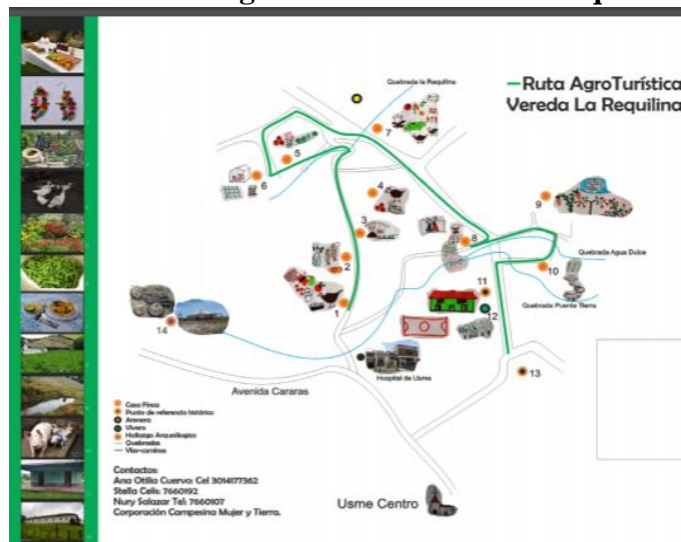 Quebrada la Requilina
Ruta AgroTurística
Vereda La Requilina
7
5
6
4
9
3
8
2
Quebrada Agua Dulce
10
11
1
Quebrada Puente Tierra
12
14
Hospital de Usme
13
Avenida Cararas
Casa Finca
Punto de referencia histórico
Arenera
Vivero
Hallazgo Arqueologico
Quebradas
Vías-caminos
Contactos:
Ana Otilia Cuervo: Cel 3014177362
Stella Celis: 7660192
Nury Salazar Tel: 7660107
Corporación Campesina Mujer y Tierra.
Usme Centro